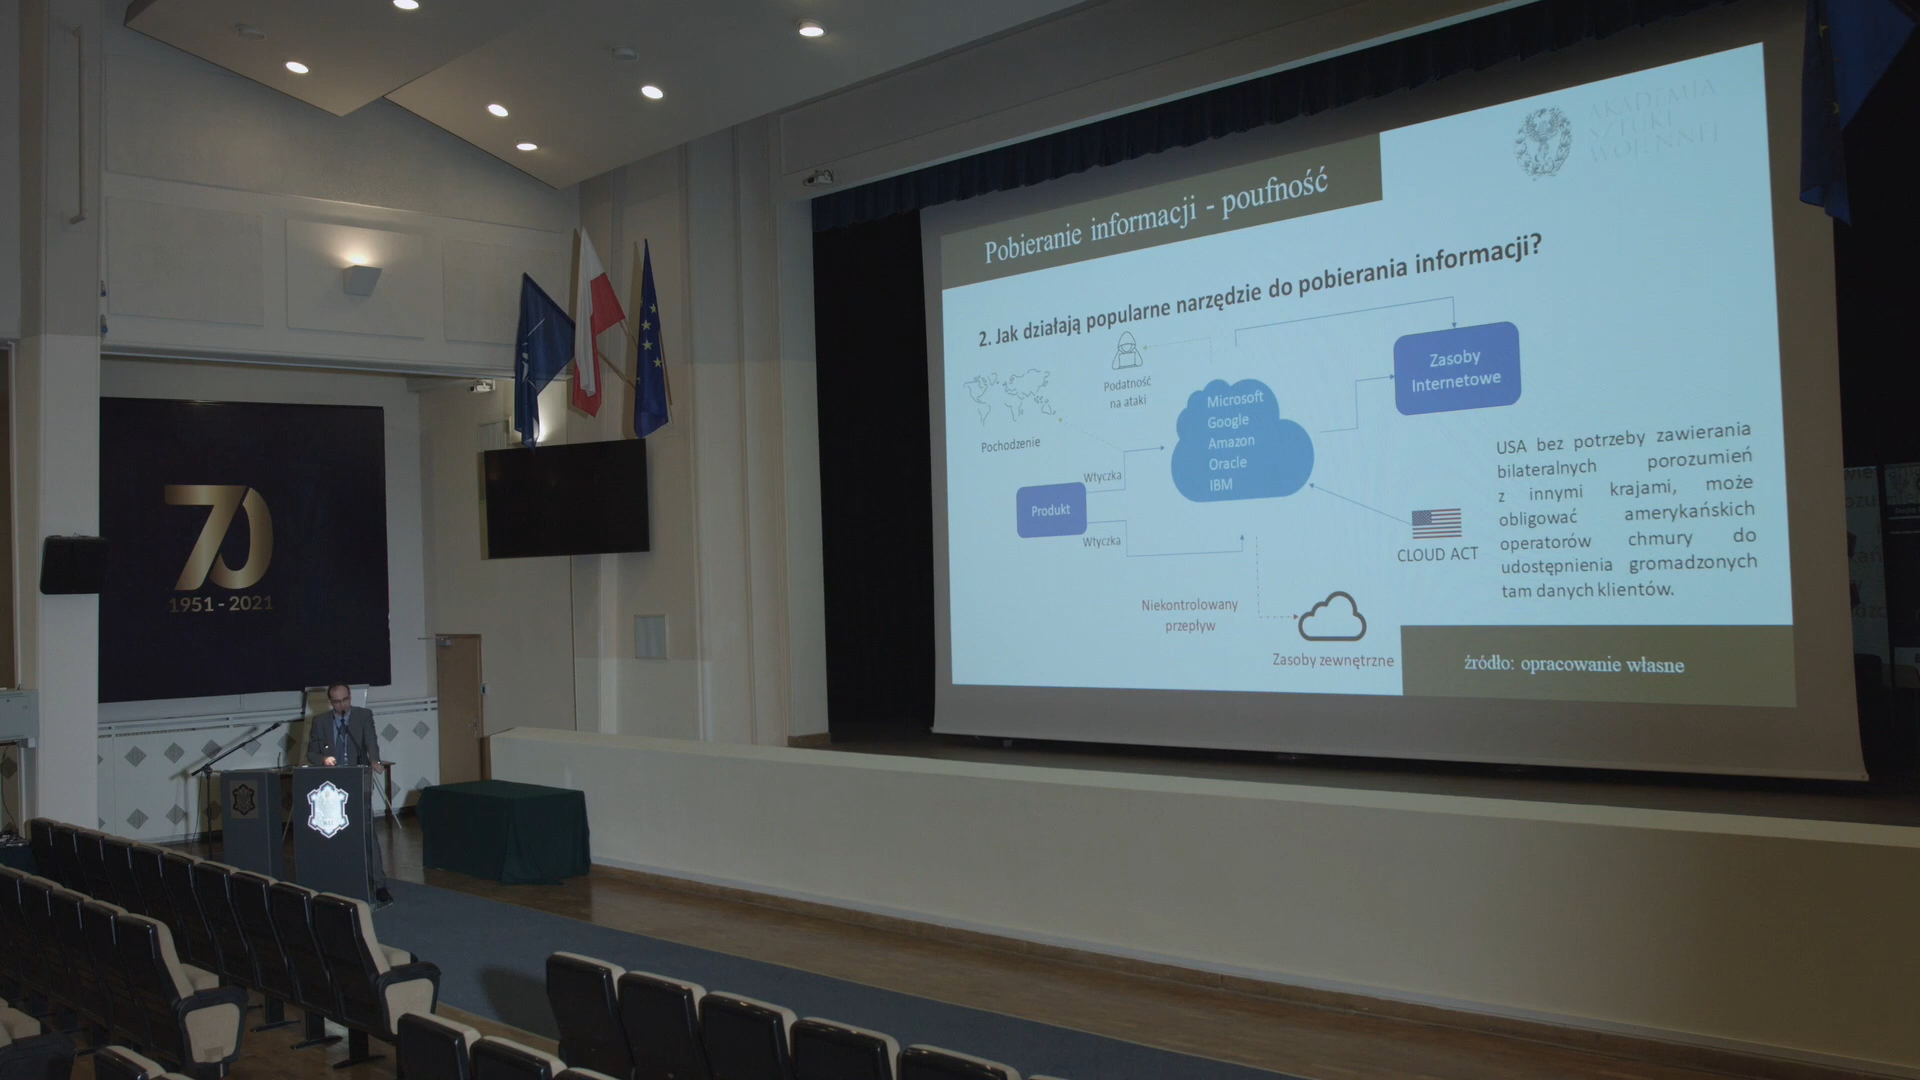 AKADEMIA
SZTUKI
WOJENNEJ
Pobieranie informacji - poufność
2. Jak działają popularne narzędzie do pobierania informacji?
Podatność
na ataki
Pochodzenie
Microsoft
Google
Amazon
Oracle
IBM
Zasoby
Internetowe
Wtyczka
Produkt
Wtyczka
CLOUD ACT
USA bez potrzeby zawierania
bilateralnych porozumień
z innymi krajami, może
obligować amerykańskich
operatorów chmury do
udostępnienia gromadzonych
tam danych klientów.
Niekontrolowany
przepływ
Zasoby zewnętrzne
źródło: opracowanie własne
70
1951 - 2021